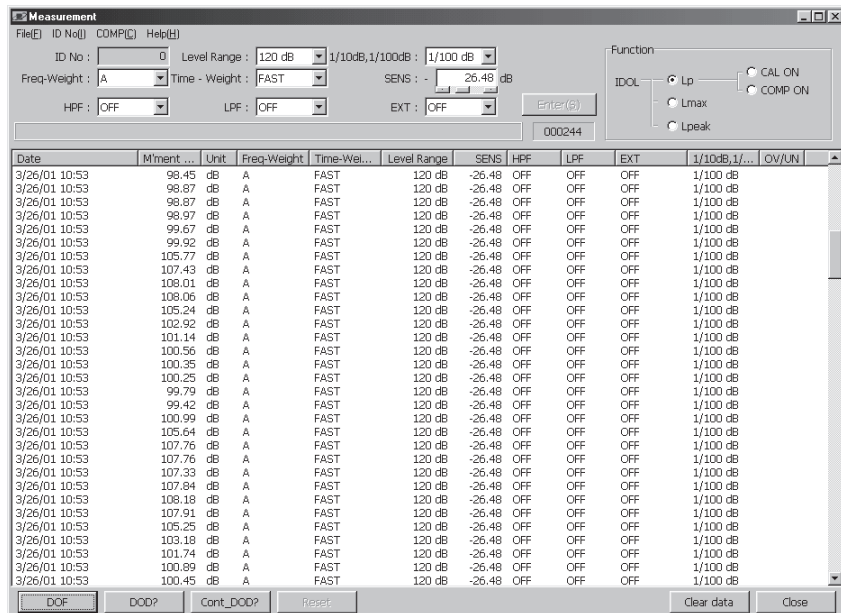 Measurement
File(F) ID No(I) COMP(C) Help(H)
ID No : 0 Level Range : 120 dB 1/10dB,1/100dB : 1/100 dB
Freq-Weight : A Time - Weight : FAST SENS : - 26.48 dB
HPF : OFF LPF : OFF EXT : OFF Enter(S)
000244
Function
IDOL Lp CAL ON
COMP ON
Lmax
Lpeak
Date M'ment ... Unit Freq-Weight Time-Wei... Level Range SENS HPF LPF EXT 1/10dB,1/... OV/UN
3/26/01 10:53 98.45 dB A FAST 120 dB -26.48 OFF OFF OFF 1/100 dB
3/26/01 10:53 98.87 dB A FAST 120 dB -26.48 OFF OFF OFF 1/100 dB
3/26/01 10:53 98.87 dB A FAST 120 dB -26.48 OFF OFF OFF 1/100 dB
3/26/01 10:53 98.97 dB A FAST 120 dB -26.48 OFF OFF OFF 1/100 dB
3/26/01 10:53 99.67 dB A FAST 120 dB -26.48 OFF OFF OFF 1/100 dB
3/26/01 10:53 99.92 dB A FAST 120 dB -26.48 OFF OFF OFF 1/100 dB
3/26/01 10:53 105.77 dB A FAST 120 dB -26.48 OFF OFF OFF 1/100 dB
3/26/01 10:53 107.43 dB A FAST 120 dB -26.48 OFF OFF OFF 1/100 dB
3/26/01 10:53 108.01 dB A FAST 120 dB -26.48 OFF OFF OFF 1/100 dB
3/26/01 10:53 108.06 dB A FAST 120 dB -26.48 OFF OFF OFF 1/100 dB
3/26/01 10:53 105.24 dB A FAST 120 dB -26.48 OFF OFF OFF 1/100 dB
3/26/01 10:53 102.92 dB A FAST 120 dB -26.48 OFF OFF OFF 1/100 dB
3/26/01 10:53 101.14 dB A FAST 120 dB -26.48 OFF OFF OFF 1/100 dB
3/26/01 10:53 100.56 dB A FAST 120 dB -26.48 OFF OFF OFF 1/100 dB
3/26/01 10:53 100.35 dB A FAST 120 dB -26.48 OFF OFF OFF 1/100 dB
3/26/01 10:53 100.25 dB A FAST 120 dB -26.48 OFF OFF OFF 1/100 dB
3/26/01 10:53 99.79 dB A FAST 120 dB -26.48 OFF OFF OFF 1/100 dB
3/26/01 10:53 99.42 dB A FAST 120 dB -26.48 OFF OFF OFF 1/100 dB
3/26/01 10:53 100.99 dB A FAST 120 dB -26.48 OFF OFF OFF 1/100 dB
3/26/01 10:53 105.64 dB A FAST 120 dB -26.48 OFF OFF OFF 1/100 dB
3/26/01 10:53 107.76 dB A FAST 120 dB -26.48 OFF OFF OFF 1/100 dB
3/26/01 10:53 107.76 dB A FAST 120 dB -26.48 OFF OFF OFF 1/100 dB
3/26/01 10:53 107.33 dB A FAST 120 dB -26.48 OFF OFF OFF 1/100 dB
3/26/01 10:53 107.84 dB A FAST 120 dB -26.48 OFF OFF OFF 1/100 dB
3/26/01 10:53 108.18 dB A FAST 120 dB -26.48 OFF OFF OFF 1/100 dB
3/26/01 10:53 107.91 dB A FAST 120 dB -26.48 OFF OFF OFF 1/100 dB
3/26/01 10:53 105.25 dB A FAST 120 dB -26.48 OFF OFF OFF 1/100 dB
3/26/01 10:53 103.18 dB A FAST 120 dB -26.48 OFF OFF OFF 1/100 dB
3/26/01 10:53 101.74 dB A FAST 120 dB -26.48 OFF OFF OFF 1/100 dB
3/26/01 10:53 100.89 dB A FAST 120 dB -26.48 OFF OFF OFF 1/100 dB
3/26/01 10:53 100.45 dB A FAST 120 dB -26.48 OFF OFF OFF 1/100 dB
DOF DOD? Cont_DOD? Reset Clear data Close